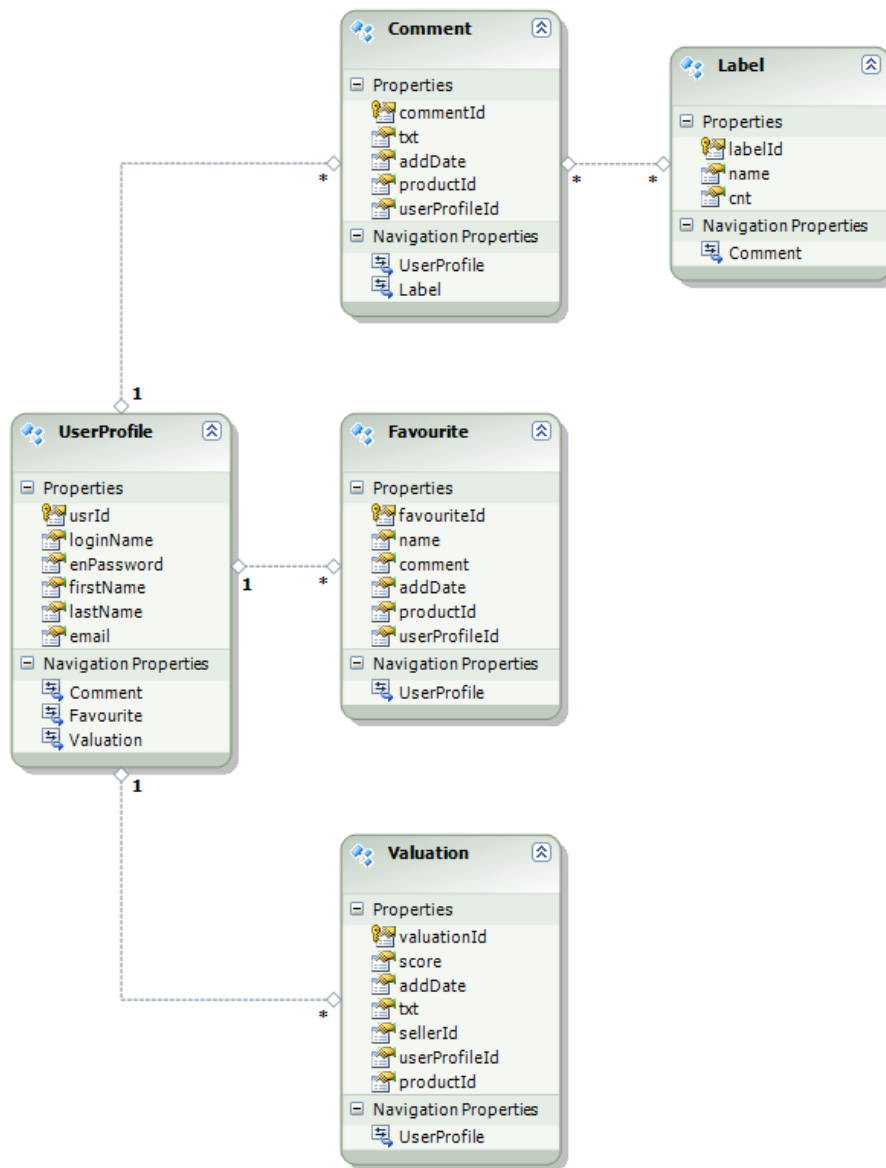 Comment
Properties
commentId
txt
addDate
productId
userProfileId
Navigation Properties
UserProfile
Label
Label
Properties
labelId
name
cnt
Navigation Properties
Comment
*
*
*
1
UserProfile
Properties
usrId
loginName
enPassword
firstName
lastName
email
Navigation Properties
Comment
Favourite
Valuation
1
*
Favourite
Properties
favouriteId
name
comment
addDate
productId
userProfileId
Navigation Properties
UserProfile
1
*
Valuation
Properties
valuationId
score
addDate
txt
sellerId
userProfileId
productId
Navigation Properties
UserProfile